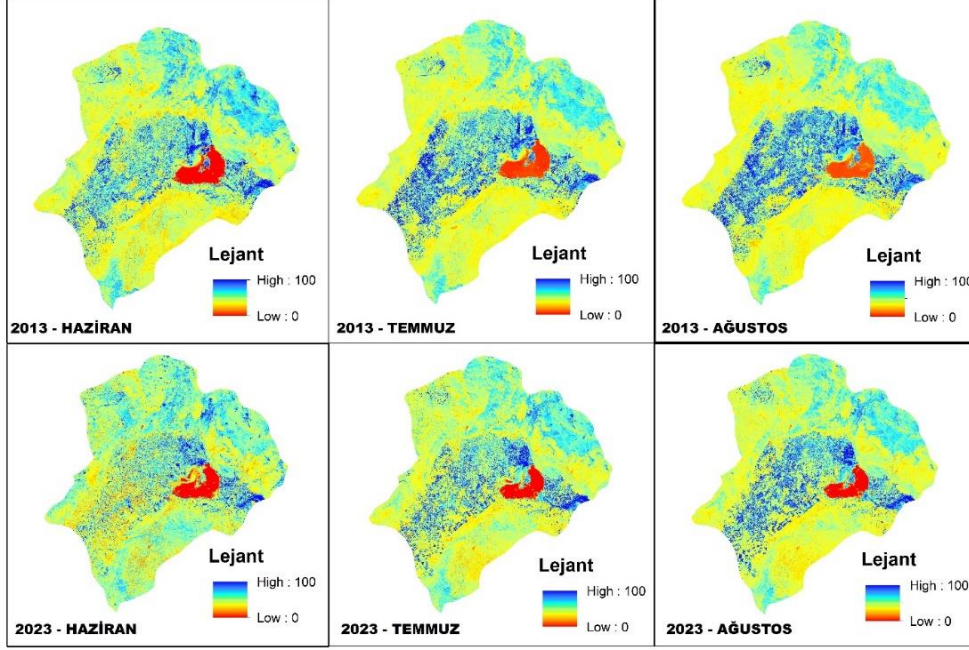 Lejant
High : 100
Low : 0
2013 - HAZİRAN
Lejant
High : 100
Low : 0
2013 - TEMMUZ
Lejant
High : 100
Low : 0
2013 - AĞUSTOS
Lejant
High : 100
Low : 0
2023 - HAZİRAN
Lejant
High : 100
Low : 0
2023 - TEMMUZ
Lejant
High : 100
Low : 0
2023 - AĞUSTOS